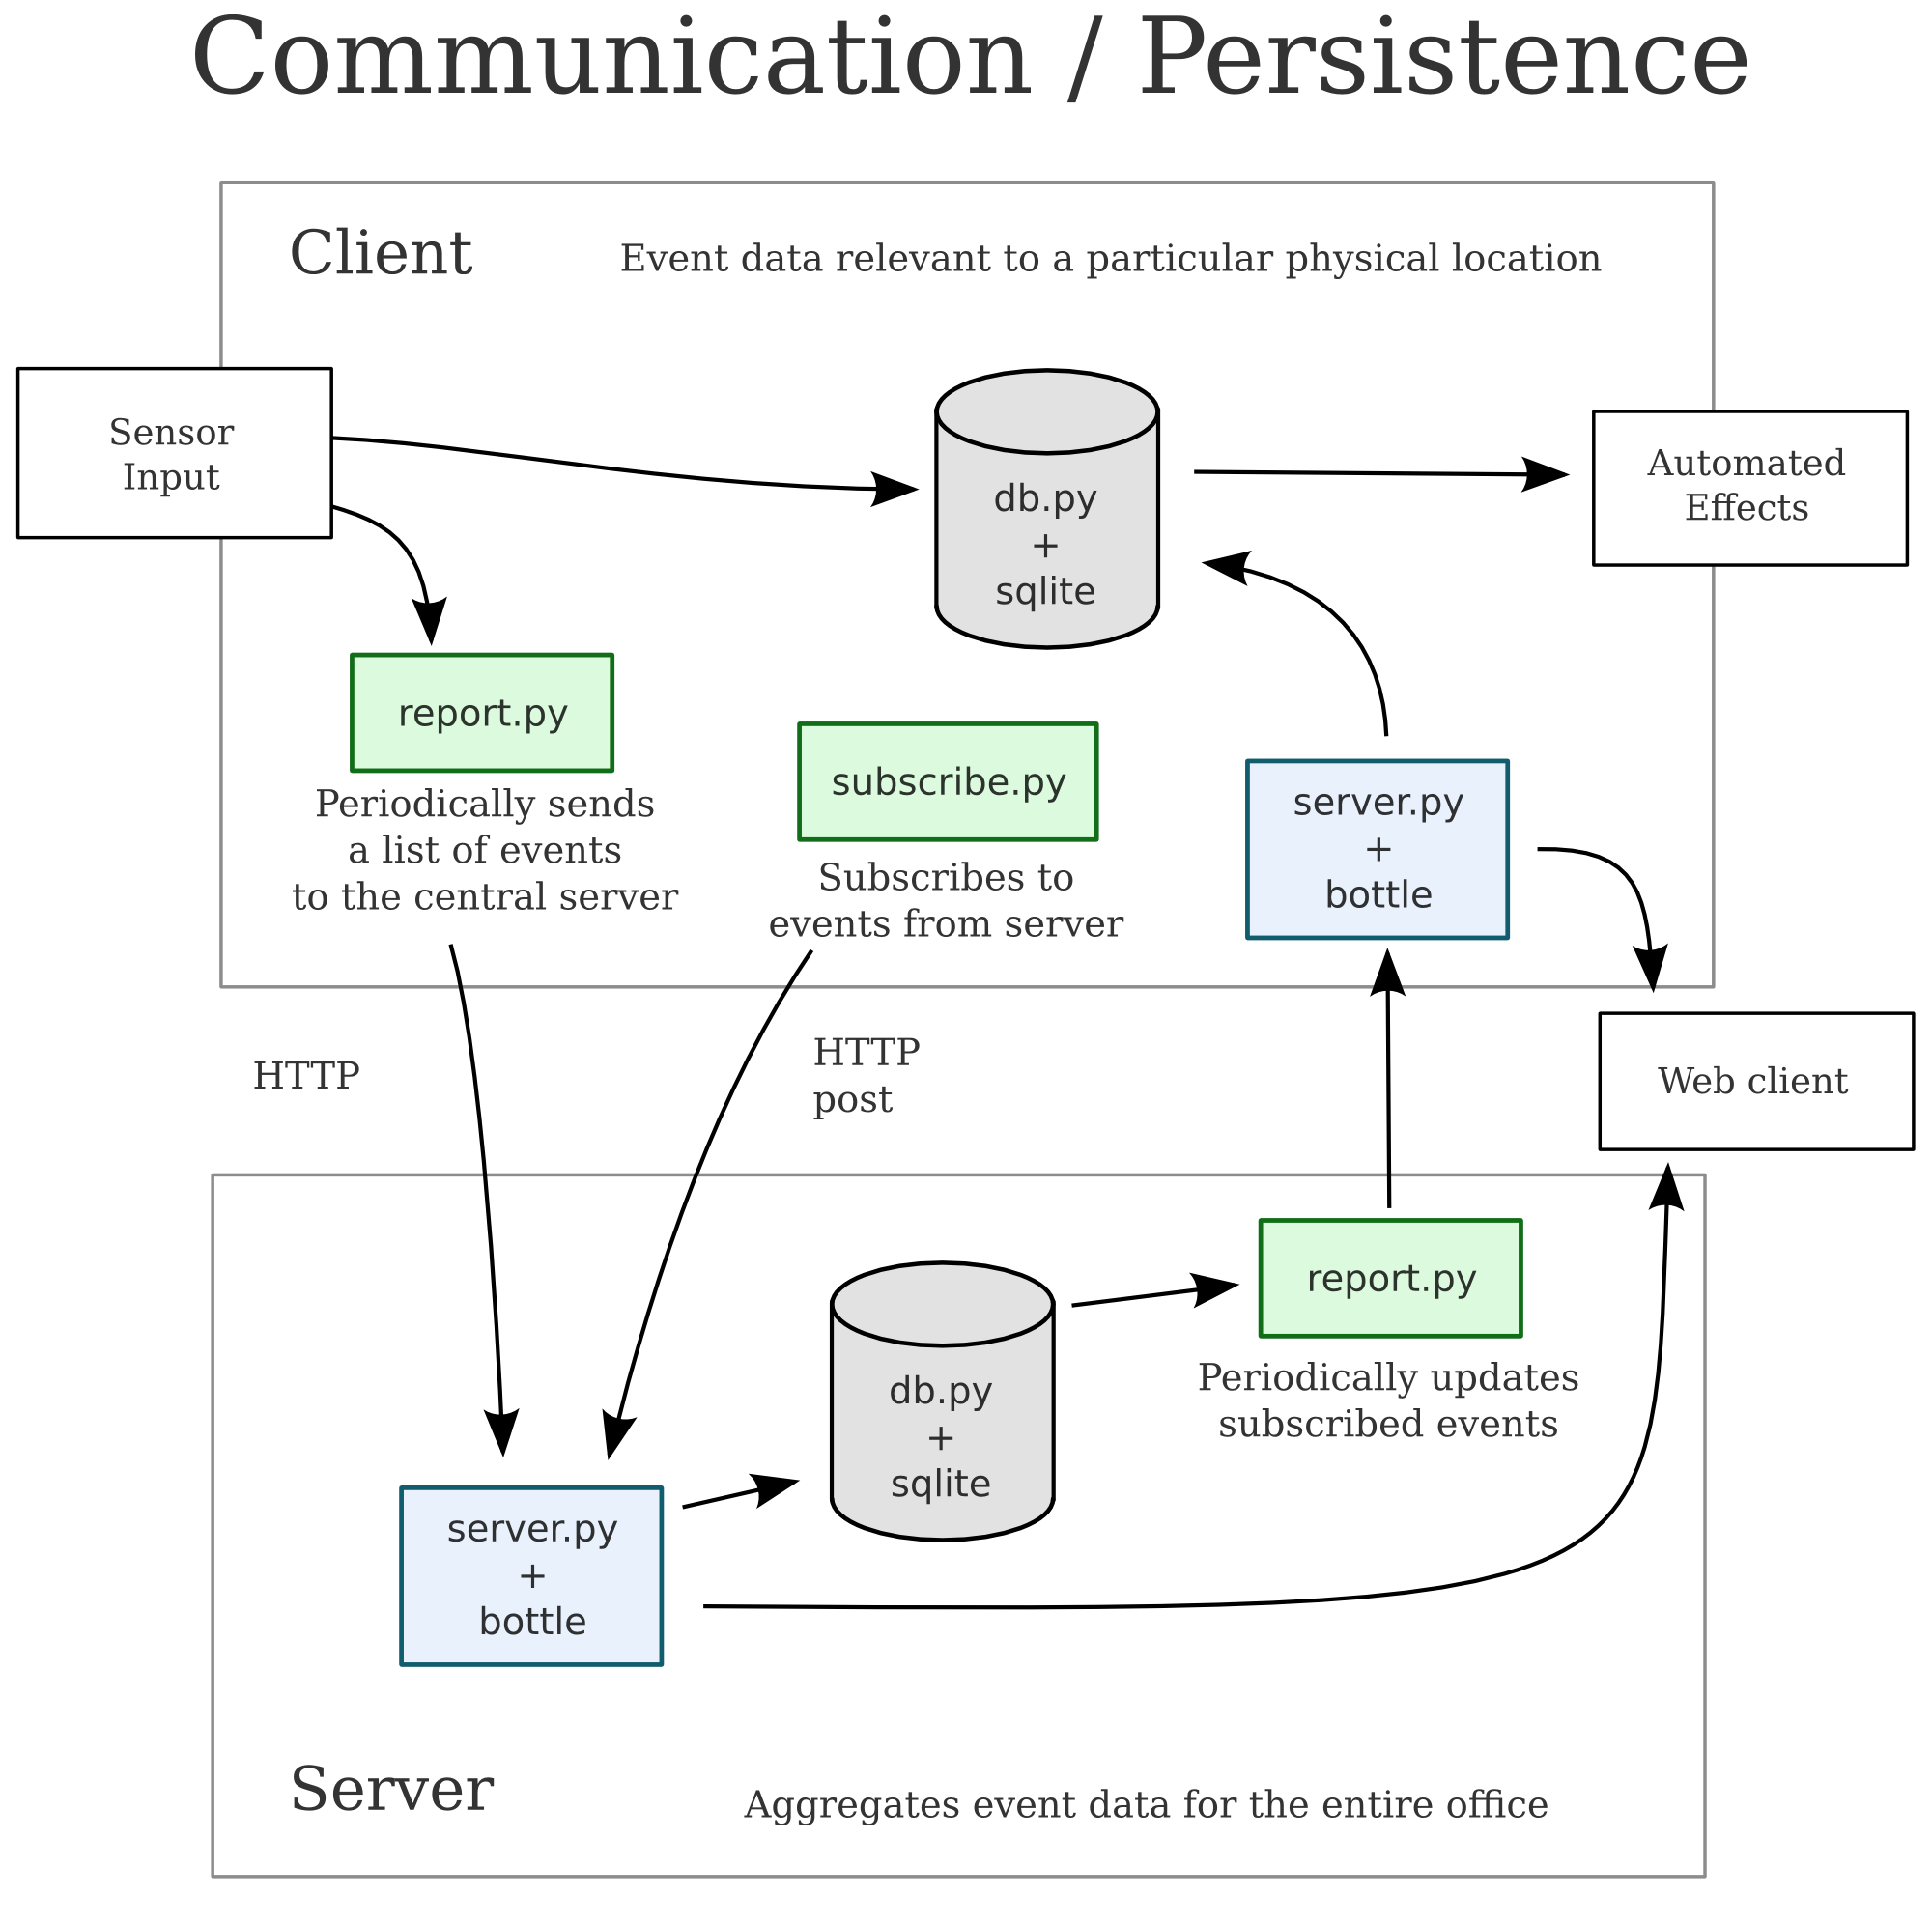 Communication / Persistence
Client
Event data relevant to a particular physical location
Sensor
Input
db.py
+
sqlite
Automated
Effects
report.py
Periodically sends
a list of events
to the central server
subscribe.py
Subscribes to
events from server
server.py
+
bottle
HTTP
HTTP
post
Web client
report.py
Periodically updates
subscribed events
db.py
+
sqlite
server.py
+
bottle
Server
Aggregates event data for the entire office